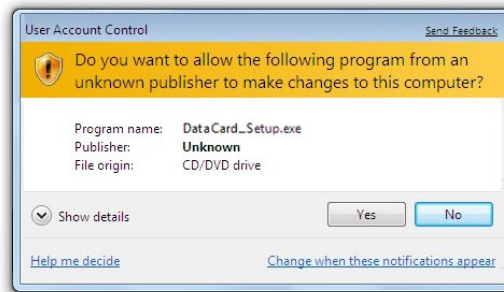 User Account Control
Send Feedback
Do you want to allow the following program from an
unknown publisher to make changes to this computer?
Program name: DataCard_Setup.exe
Publisher: Unknown
File origin: CD/DVD drive
Show details
Yes
No
Help me decide
Change when these notifications appear